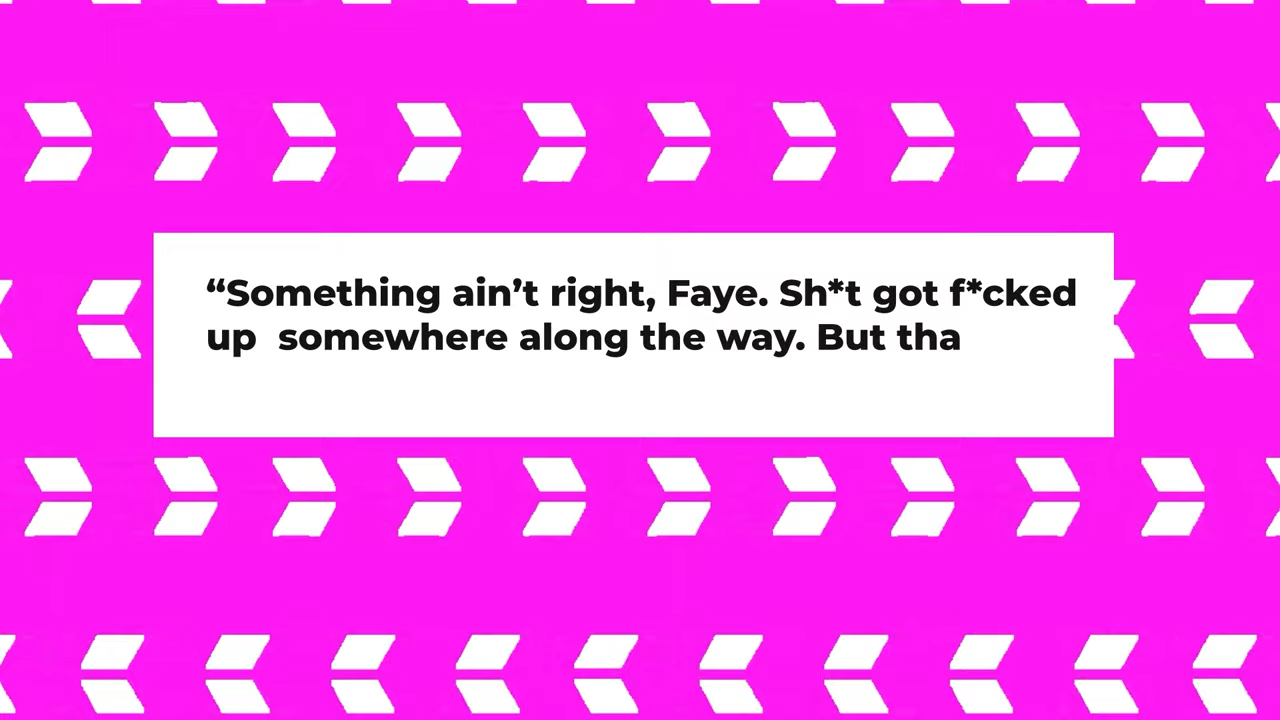 “Something ain’t right, Faye. Sh*t got f*cked
up  somewhere along the way. But tha